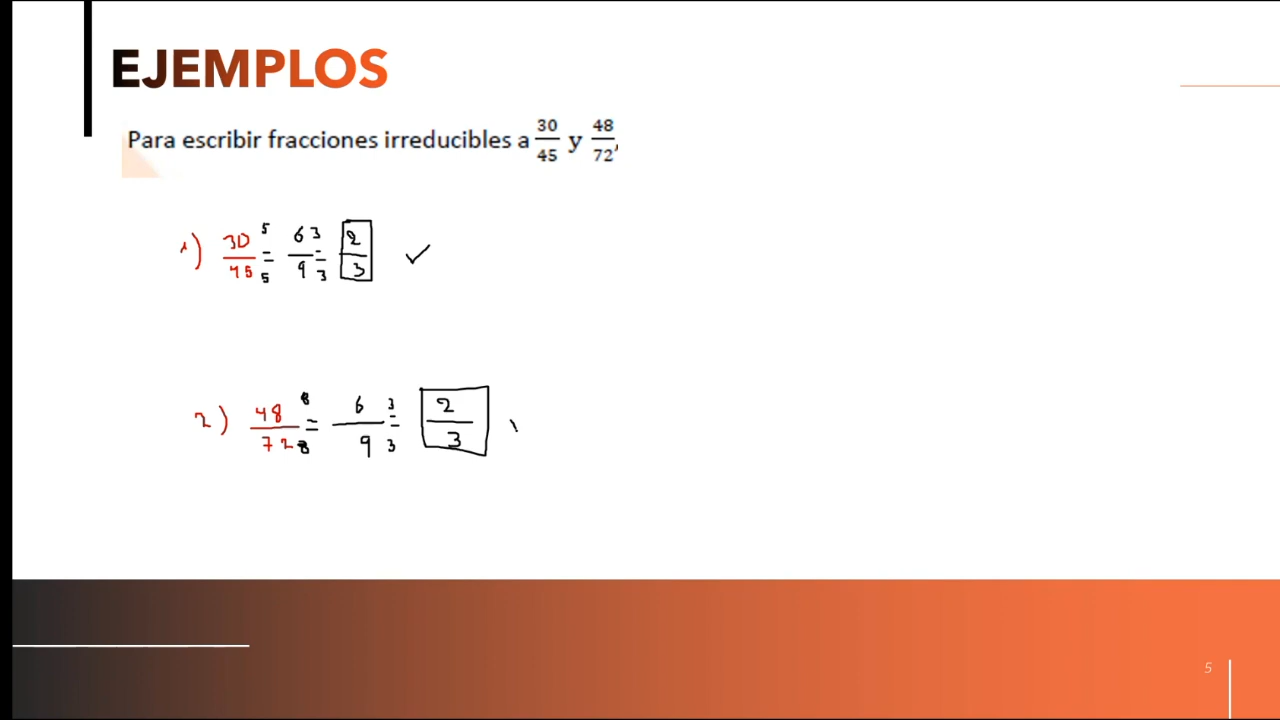 EJEMPLOS
Para escribir fracciones irreducibles a 30/45 y 48/72,
1) 30/45 5/5 = 6/9 3/3 = 2/3 ✓
2) 48/72 8/8 = 6/9 3/3 = 2/3
5